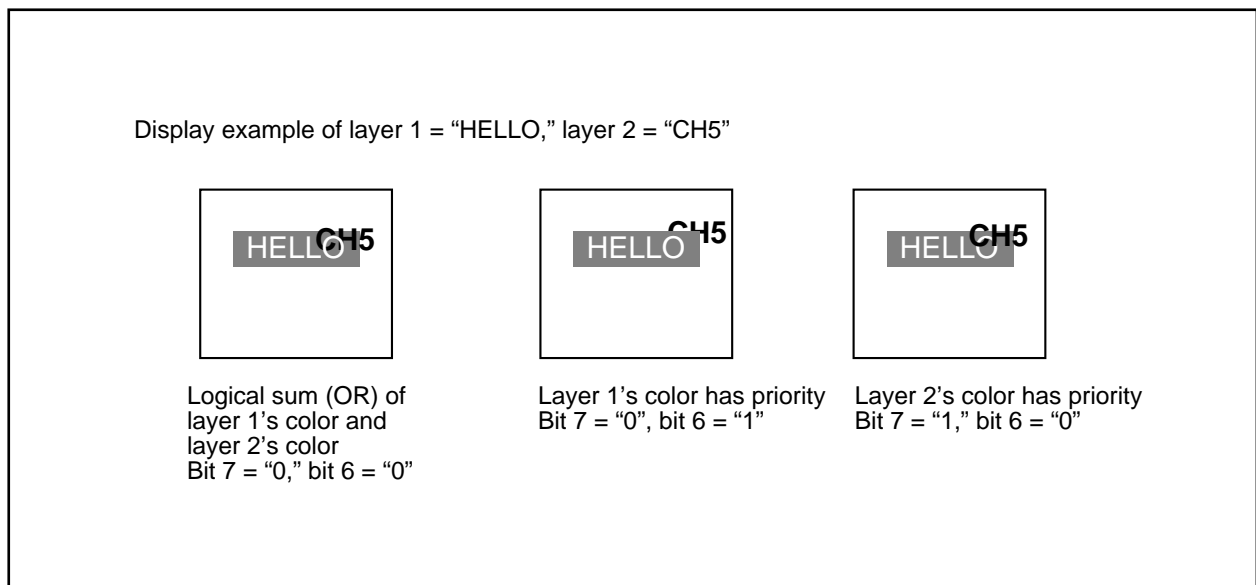 Display example of layer 1 = “HELLO,” layer 2 = “CH5”
HELLO
CH5
HELLO
CH5
HELLO
CH5
Logical sum (OR) of
layer 1’s color and
layer 2’s color
Bit 7 = “0,” bit 6 = “0”
Layer 1’s color has priority
Bit 7 = “0”, bit 6 = “1”
Layer 2’s color has priority
Bit 7 = “1,” bit 6 = “0”